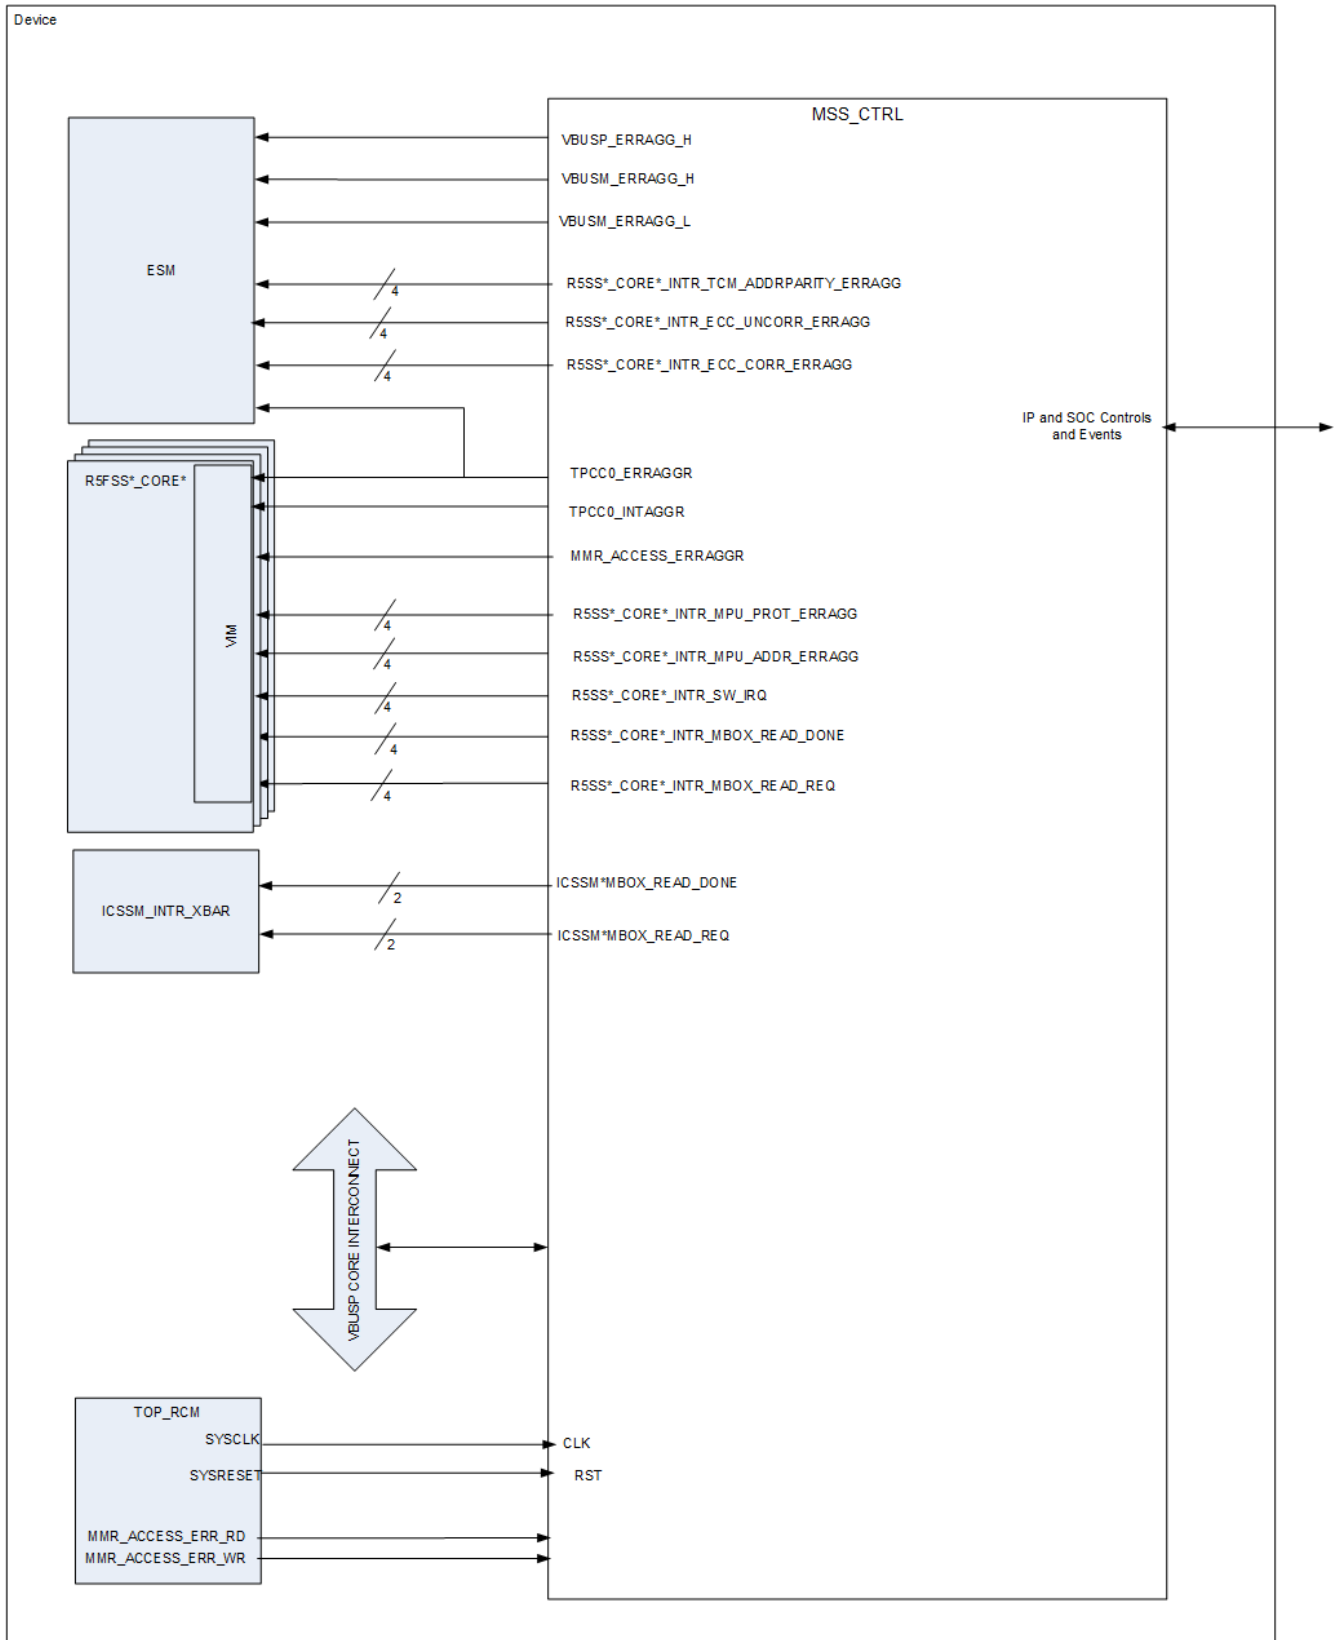 Device
MSS_CTRL
VBUSP_ERRAGG_H
VBUSM_ERRAGG_H
VBUSM_ERRAGG_L
ESM
R5SS*_CORE*_INTR_TCM_ADDRPARITY_ERRAGG
4
R5SS*_CORE*_INTR_ECC_UNCORR_ERRAGG
4
R5SS*_CORE*_INTR_ECC_CORR_ERRAGG
4
IP and SOC Controls
and Events
R5FSS*_CORE*
VIM
TPCC0_ERRAGGR
TPCC0_INTAGGR
MMR_ACCESS_ERRAGGR
R5SS*_CORE*_INTR_MPU_PROT_ERRAGG
4
R5SS*_CORE*_INTR_MPU_ADDR_ERRAGG
4
R5SS*_CORE*_INTR_SW_IRQ
4
R5SS*_CORE*_INTR_MBOX_READ_DONE
4
R5SS*_CORE*_INTR_MBOX_READ_REQ
4
ICSSM_INTR_XBAR
ICSSM*MBOX_READ_DONE
2
ICSSM*MBOX_READ_REQ
2
VBUSP CORE INTERCONNECT
TOP_RCM
SYSCLK
CLK
SYSRESET
RST
MMR_ACCESS_ERR_RD
MMR_ACCESS_ERR_WR